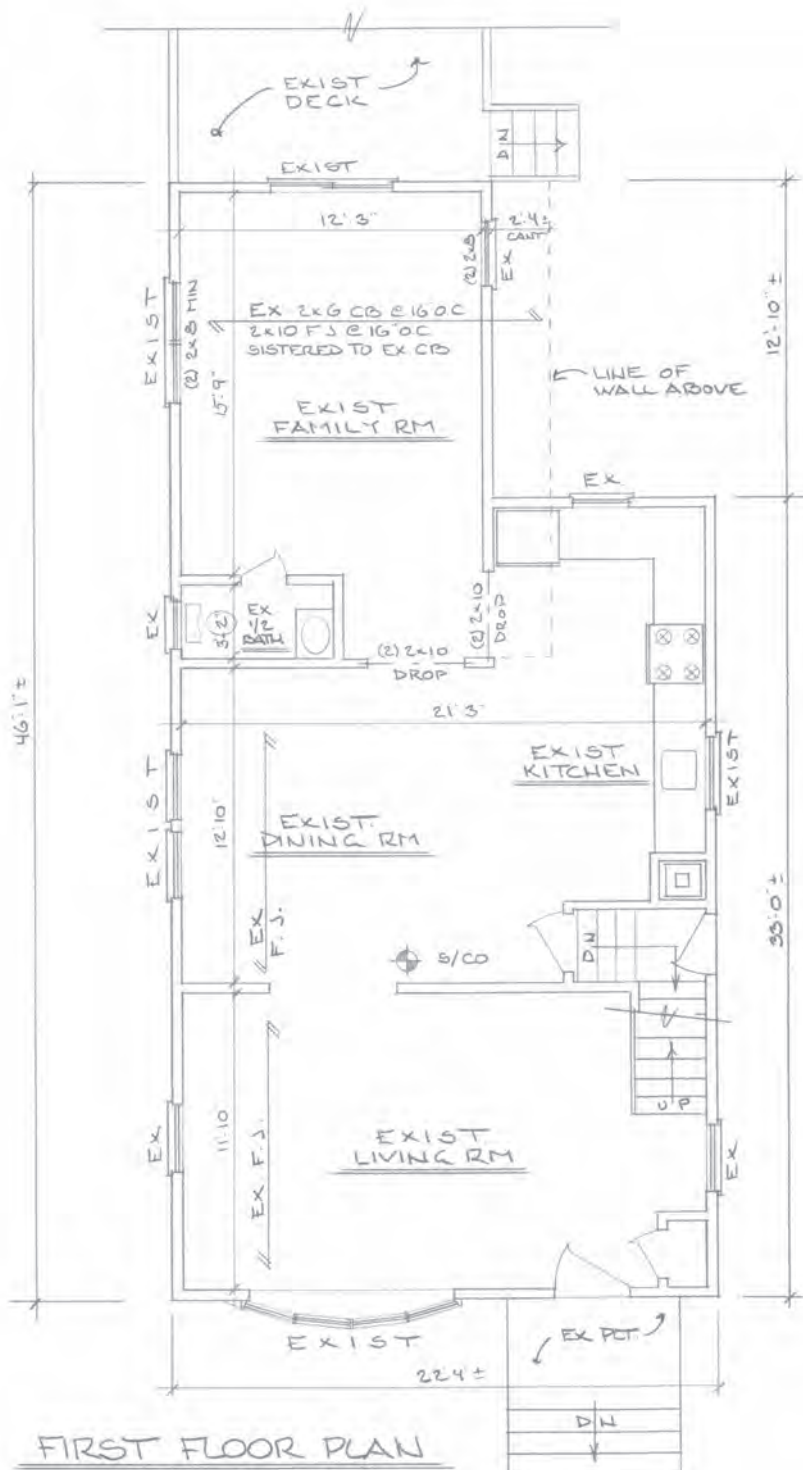 EXIST
DECK
DN
EXIST
12'3"
2'4±
CANT
(2) 2x8
EX
EXIST
(2) 2x8 MIN
EX 2x6 CB @ 16 O.C
2x10 FJ @ 16" O.C
SISTERED TO EX CB
12'-10" ±
LINE OF
WALL ABOVE
15'9"
EXIST
FAMILY RM
EX
EX
3'2"
EX
1/2
BATH
(2) 2x10
DROP
(2) 2x10
DROP
46'1" ±
21'3"
EXIST
KITCHEN
EXIST
EXIST
EXIST
12'10"
EXIST.
DINING RM
EX
F.J.
S/CO
DN
33'0" ±
UP
EX
11'10"
EX F.J.
EXIST
LIVING RM
EX
EXIST
EX PCT
22'4" ±
DN
FIRST FLOOR PLAN